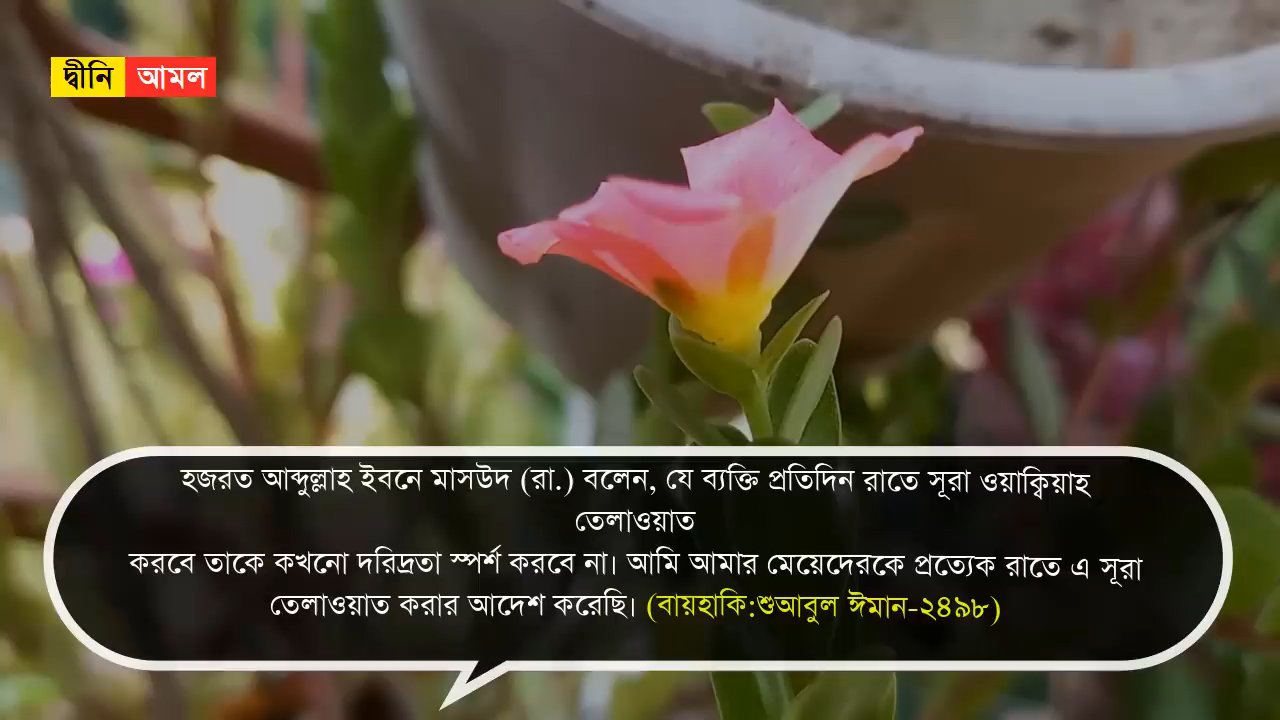 দ্বীনি আমল
হজরত আব্দুল্লাহ ইবনে মাসউদ (রা.) বলেন, যে ব্যক্তি প্রতিদিন রাতে সূরা ওয়াক্বিয়াহ
তেলাওয়াত
করবে তাকে কখনো দরিদ্রতা স্পর্শ করবে না। আমি আমার মেয়েদেরকে প্রত্যেক রাতে এ সূরা
তেলাওয়াত করার আদেশ করেছি। (বায়হাকি:শুআবুল ঈমান-২৪৯৮)